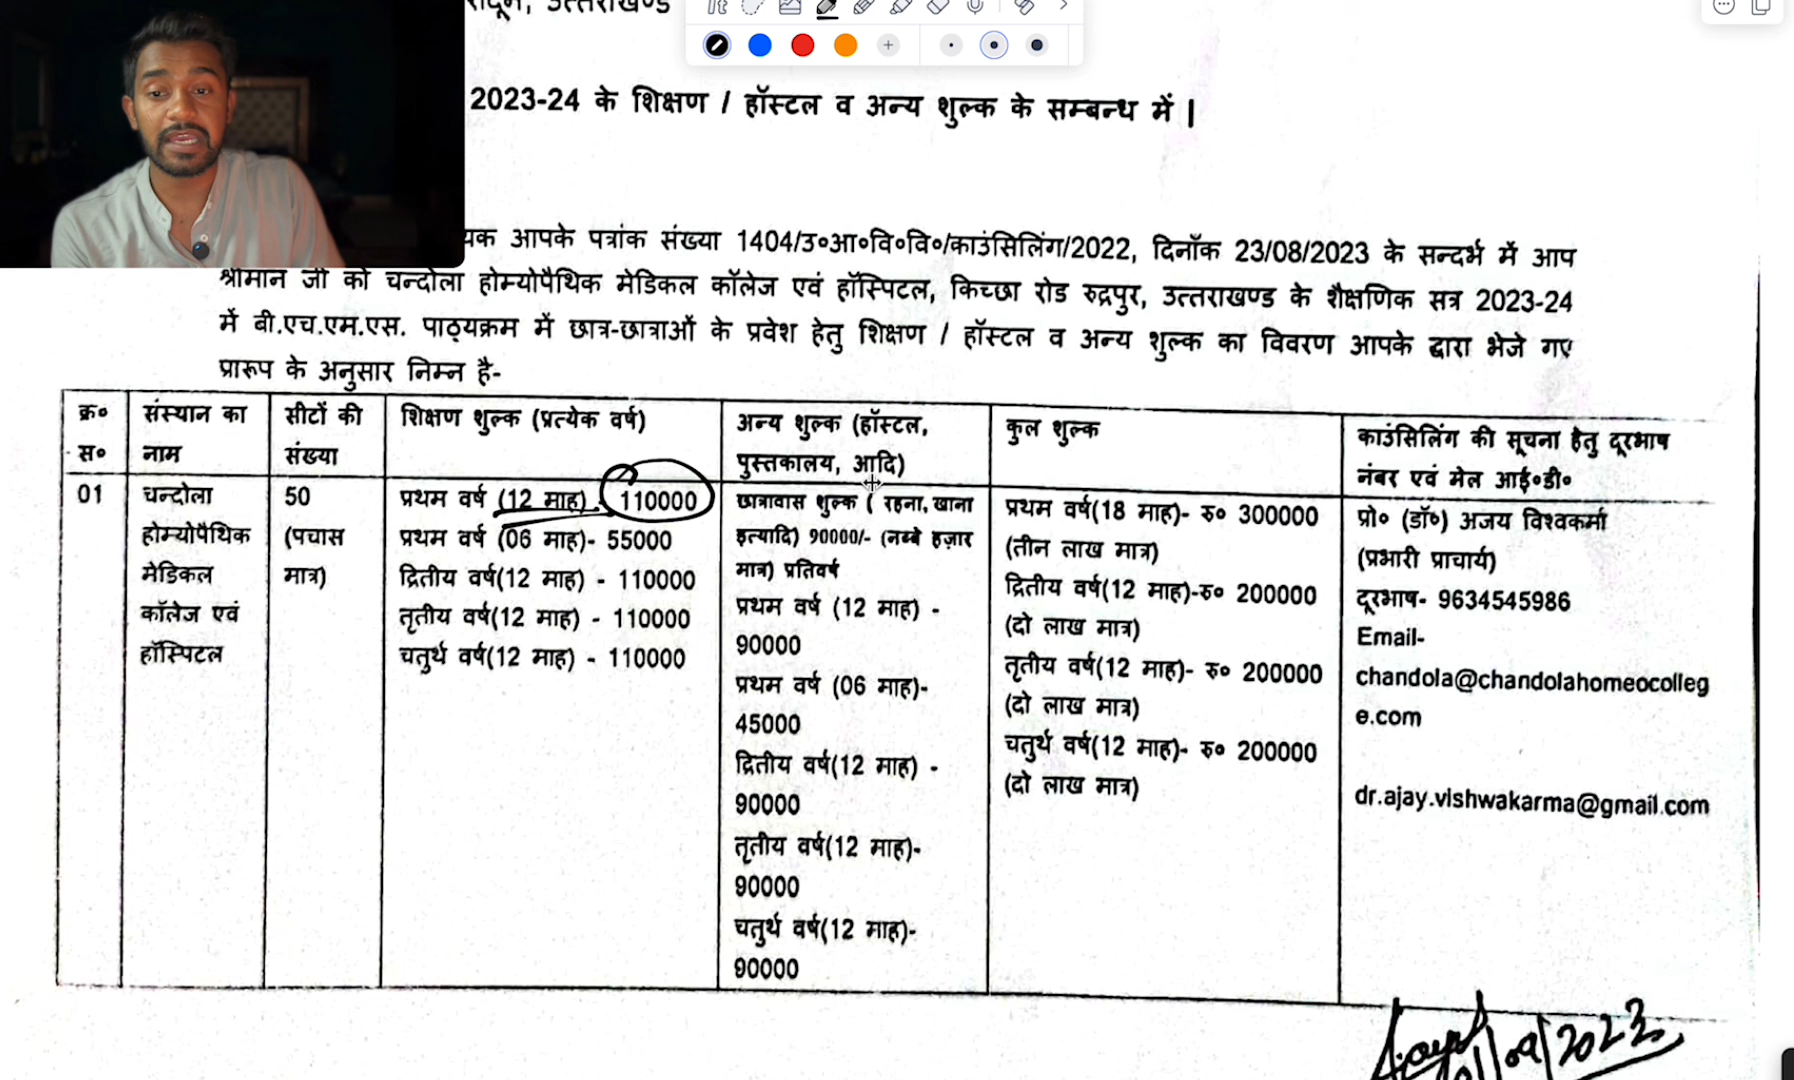 2023-24 के शिक्षण / हॉस्टल व अन्य शुल्क के सम्बन्ध में |
आपके पत्रांक संख्या 1404/उ०आ०वि०वि०/काउंसिलिंग/2022, दिनाँक 23/08/2023 के सन्दर्भ में आप
श्रीमान जी को चन्दोला होम्योपैथिक मेडिकल कॉलेज एवं हॉस्पिटल, किच्छा रोड रुद्रपुर, उत्तराखण्ड के शैक्षणिक सत्र 2023-24
में बी.एच.एम.एस. पाठ्यक्रम में छात्र-छात्राओं के प्रवेश हेतु शिक्षण / हॉस्टल व अन्य शुल्क का विवरण आपके द्वारा भेजे गए
प्रारूप के अनुसार निम्न है-
क्र०
स०
संस्थान का
नाम
सीटों की
संख्या
शिक्षण शुल्क (प्रत्येक वर्ष)
अन्य शुल्क (हॉस्टल,
पुस्तकालय, आदि)
कुल शुल्क
काउंसिलिंग की सूचना हेतु दूरभाष
नंबर एवं मेल आई०डी०
01
चन्दोला
होम्योपैथिक
मेडिकल
कॉलेज एवं
हॉस्पिटल
50
(पचास
मात्र)
प्रथम वर्ष (12 माह) - 110000
प्रथम वर्ष (06 माह)- 55000
द्रितीय वर्ष(12 माह) - 110000
तृतीय वर्ष(12 माह) - 110000
चतुर्थ वर्ष(12 माह) - 110000
छात्रावास शुल्क ( रहना, खाना
इत्यादि) 90000/- (नब्बे हज़ार
मात्र) प्रतिवर्ष
प्रथम वर्ष (12 माह) -
90000
प्रथम वर्ष (06 माह)-
45000
द्रितीय वर्ष(12 माह) -
90000
तृतीय वर्ष(12 माह)-
90000
चतुर्थ वर्ष(12 माह)-
90000
प्रथम वर्ष(18 माह)- रु० 300000
(तीन लाख मात्र)
द्रितीय वर्ष(12 माह)-रु० 200000
(दो लाख मात्र)
तृतीय वर्ष(12 माह)- रु० 200000
(दो लाख मात्र)
चतुर्थ वर्ष(12 माह)- रु० 200000
(दो लाख मात्र)
प्रो० (डॉ०) अजय विश्वकर्मा
(प्रभारी प्राचार्य)
दूरभाष- 9634545986
Email-
chandola@chandolahomeocolleg
e.com
dr.ajay.vishwakarma@gmail.com